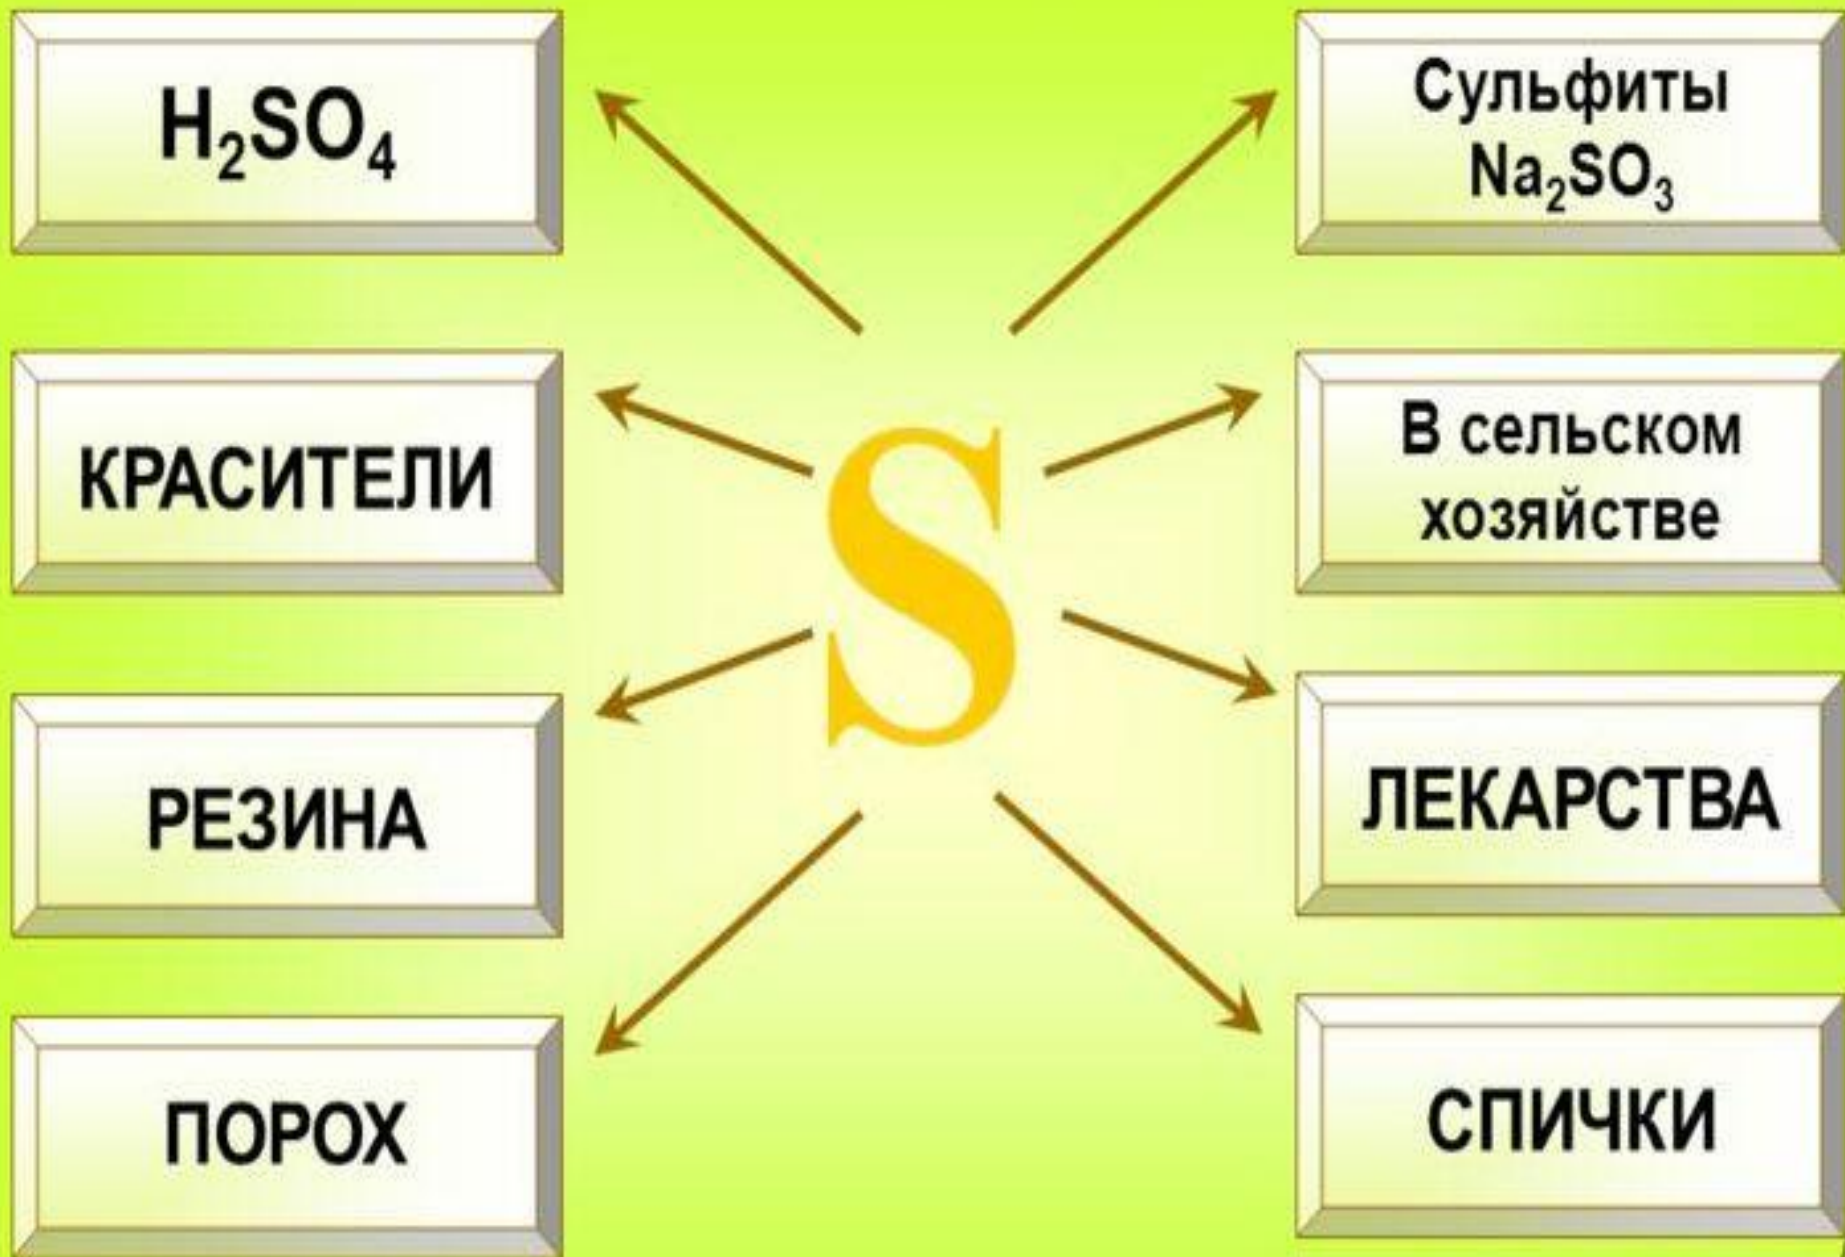 H₂SO₄
КРАСИТЕЛИ
РЕЗИНА
ПОРОХ
S
Сульфиты
Na₂SO₃
В сельском
хозяйстве
ЛЕКАРСТВА
СПИЧКИ